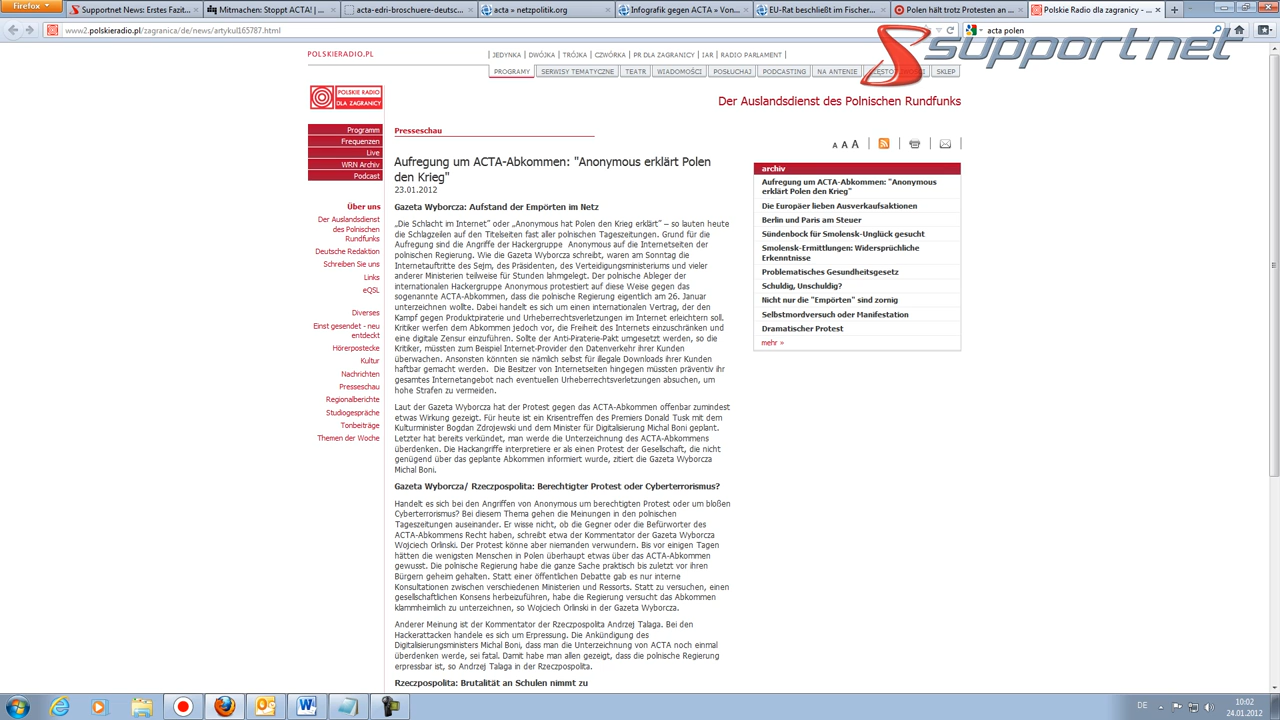 Firefox
Supportnet News: Erstes Fazit...
Mitmachen: Stoppt ACTA! | ...
acta-edri-broschuere-deutsc...
acta » netzpolitik.org
Infografik gegen ACTA » Von...
EU-Rat beschließt im Fischer...
Polen hält trotz Protesten an ...
Polskie Radio dla zagranicy - ...
www2.polskieradio.pl/zagranica/de/news/artykul165787.html
acta polen
supportnet
POLSKIERADIO.PL
JEDYNKA | DWÓJKA | TRÓJKA | CZWÓRKA | PR DLA ZAGRANICY | IAR | RADIO PARLAMENT |
PROGRAMY SERWISY TEMATYCZNE TEATR WIADOMOŚCI POSŁUCHAJ PODCASTING NA ANTENIE SKLEP
POLSKIE RADIO
DLA ZAGRANICY
Der Auslandsdienst des Polnischen Rundfunks
Programm
Frequenzen
Live
WRN Archiv
Podcast
Über uns
Der Auslandsdienst
des Polnischen
Rundfunks
Deutsche Redaktion
Schreiben Sie uns
Links
eQSL
Diverses
Einst gesendet - neu
entdeckt
Hörerpostecke
Kultur
Nachrichten
Presseschau
Regionalberichte
Studiogespräche
Tonbeiträge
Themen der Woche
Presseschau
A A A
Aufregung um ACTA-Abkommen: "Anonymous erklärt Polen
den Krieg"
23.01.2012
Gazeta Wyborcza: Aufstand der Empörten im Netz
„Die Schlacht im Internet” oder „Anonymous hat Polen den Krieg erklärt” – so lauten heute
die Schlagzeilen auf den Titelseiten fast aller polnischen Tageszeitungen. Grund für die
Aufregung sind die Angriffe der Hackergruppe Anonymous auf die Internetseiten der
polnischen Regierung. Wie die Gazeta Wyborcza schreibt, waren am Sonntag die
Internetauftritte des Sejm, des Präsidenten, des Verteidigungsministeriums und vieler
anderer Ministerien teilweise für Stunden lahmgelegt. Der polnische Ableger der
internationalen Hackergruppe Anonymous protestiert auf diese Weise gegen das
sogenannte ACTA-Abkommen, dass die polnische Regierung eigentlich am 26. Januar
unterzeichnen wollte. Dabei handelt es sich um einen internationalen Vertrag, der den
Kampf gegen Produktpiraterie und Urheberrechtsverletzungen im Internet erleichtern soll.
Kritiker werfen dem Abkommen jedoch vor, die Freiheit des Internets einzuschränken und
eine digitale Zensur einzuführen. Sollte der Anti-Piraterie-Pakt umgesetzt werden, so die
Kritiker, müssten zum Beispiel Internet-Provider den Datenverkehr ihrer Kunden
überwachen. Ansonsten könnten sie nämlich selbst für illegale Downloads ihrer Kunden
haftbar gemacht werden. Die Besitzer von Internetseiten hingegen müssten präventiv ihr
gesamtes Internetangebot nach eventuellen Urheberrechtsverletzungen absuchen, um
hohe Strafen zu vermeiden.
Laut der Gazeta Wyborcza hat der Protest gegen das ACTA-Abkommen offenbar zumindest
etwas Wirkung gezeigt. Für heute ist ein Krisentreffen des Premiers Donald Tusk mit dem
Kulturminister Bogdan Zdrojewski und dem Minister für Digitalisierung Michal Boni geplant.
Letzter hat bereits verkündet, man werde die Unterzeichnung des ACTA-Abkommens
überdenken. Die Hackangriffe interpretiere er als einen Protest der Gesellschaft, die nicht
genügend über das geplante Abkommen informiert wurde, zitiert die Gazeta Wyborcza
Michal Boni.
Gazeta Wyborcza/ Rzeczpospolita: Berechtigter Protest oder Cyberterrorismus?
Handelt es sich bei den Angriffen von Anonymous um berechtigten Protest oder um bloßen
Cyberterrorismus? Bei diesem Thema gehen die Meinungen in den polnischen
Tageszeitungen auseinander. Er wisse nicht, ob die Gegner oder die Befürworter des
ACTA-Abkommens Recht haben, schreibt etwa der Kommentator der Gazeta Wyborcza
Wojciech Orlinski. Der Protest könne aber niemanden verwundern. Bis vor einigen Tagen
hätten die wenigsten Menschen in Polen überhaupt etwas über das ACTA-Abkommen
gewusst. Die polnische Regierung habe die ganze Sache praktisch bis zuletzt vor ihren
Bürgern geheim gehalten. Statt einer öffentlichen Debatte gab es nur interne
Konsultationen zwischen verschiedenen Ministerien und Ressorts. Statt zu versuchen, einen
gesellschaftlichen Konsens herbeizuführen, habe die Regierung versucht das Abkommen
klammheimlich zu unterzeichnen, so Wojciech Orlinski in der Gazeta Wyborcza.
Anderer Meinung ist der Kommentator der Rzeczpospolita Andrzej Talaga. Bei den
Hackerattacken handele es sich um Erpressung. Die Ankündigung des
Digitalisierungsministers Michal Boni, dass man die Unterzeichnung von ACTA noch einmal
überdenken werde, sei fatal. Damit habe man allen gezeigt, dass die polnische Regierung
erpressbar ist, so Andrzej Talaga in der Rzeczpospolita.
Rzeczpospolita: Brutalität an Schulen nimmt zu
archiv
Aufregung um ACTA-Abkommen: "Anonymous
erklärt Polen den Krieg"
Die Europäer lieben Ausverkaufsaktionen
Berlin und Paris am Steuer
Sündenbock für Smolensk-Unglück gesucht
Smolensk-Ermittlungen: Widersprüchliche
Erkenntnisse
Problematisches Gesundheitsgesetz
Schuldig, Unschuldig?
Nicht nur die "Empörten" sind zornig
Selbstmordversuch oder Manifestation
Dramatischer Protest
mehr »
DE
10:02
24.01.2012